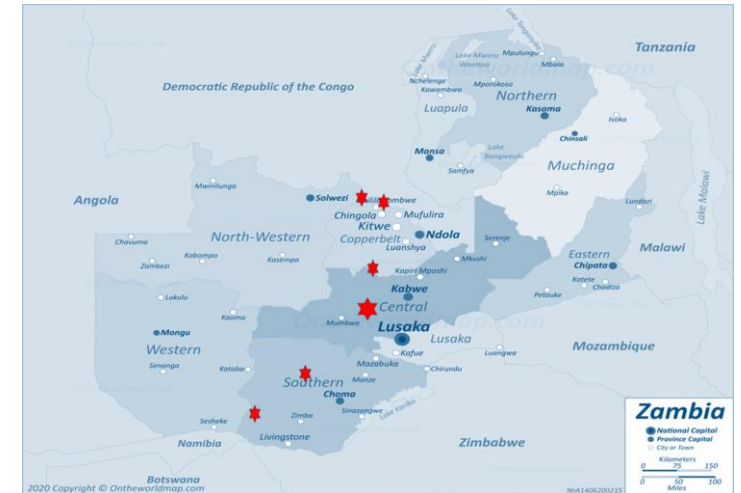 Tanzania
Lake Tanganyika
Lake Mweru
Lake Mweru
Wantipa
Mpulungu
Mbala
Nchelenge
Kawambwa
Mporokoso
Northern
Luapula
Kasama
Isoka
Chinsali
Democratic Republic of the Congo
Mansa
Lake
Bangweulu
Samfya
Muchinga
Mpika
Lundazi
Lake Malawi
Mwinilunga
Solwezi
Angola
Chingola
Mufulira
Kitwe
Copperbelt
Ndola
Luanshya
North-Western
Chavuma
Zambezi
Kabompo
Kasempa
Serenje
Mkushi
Eastern
Chipata
Malawi
Katete
Chadiza
Petauke
Kapiri Mposhi
Kabwe
Central
Lukulu
Kaoma
Mumbwa
Mongu
Western
Senanga
Lusaka
Lusaka
Kafue
Luangwa
Mozambique
Mazabuka
Chirundu
Southern
Monze
Choma
Sinazongwe
Lake Kariba
Zimba
Sesheke
Livingstone
Namibia
Zimbabwe
Botswana
Zambia
National Capital
Province Capital
City or Town
Kilometers
0 75 150
0 50 100
Miles
2020 Copyright © Ontheworldmap.com